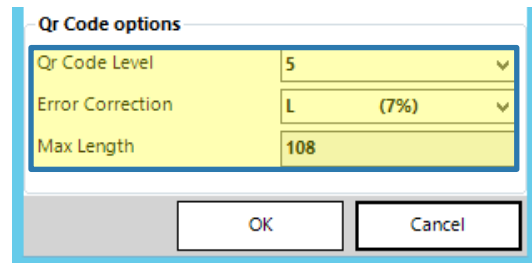 Qr Code options
Qr Code Level 5
Error Correction L (7%)
Max Length 108
OK Cancel